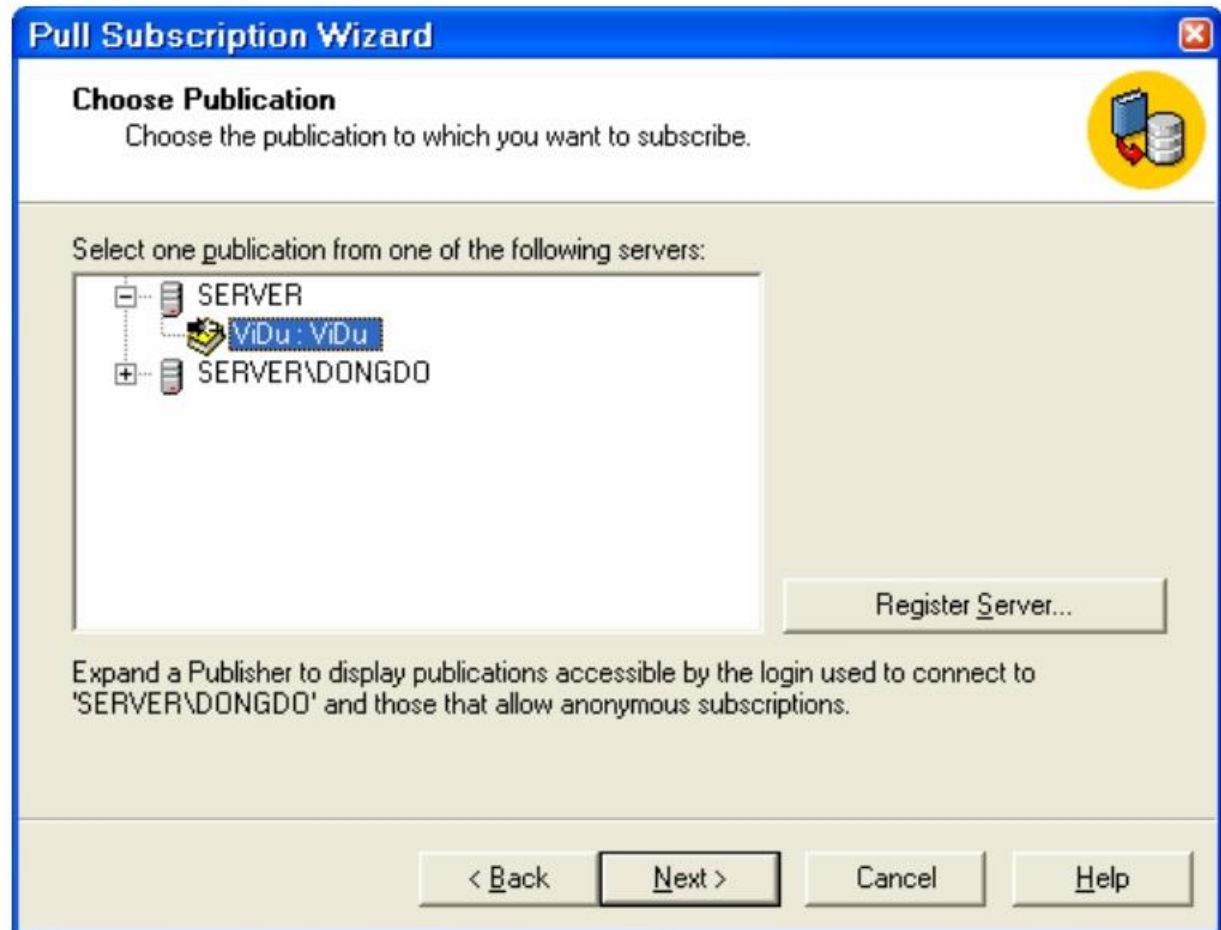 Pull Subscription Wizard
Choose Publication
Choose the publication to which you want to subscribe.
Select one publication from one of the following servers:
SERVER
ViDu : ViDu
SERVER\DONGDO
Register Server...
Expand a Publisher to display publications accessible by the login used to connect to
'SERVER\DONGDO' and those that allow anonymous subscriptions.
< Back
Next >
Cancel
Help